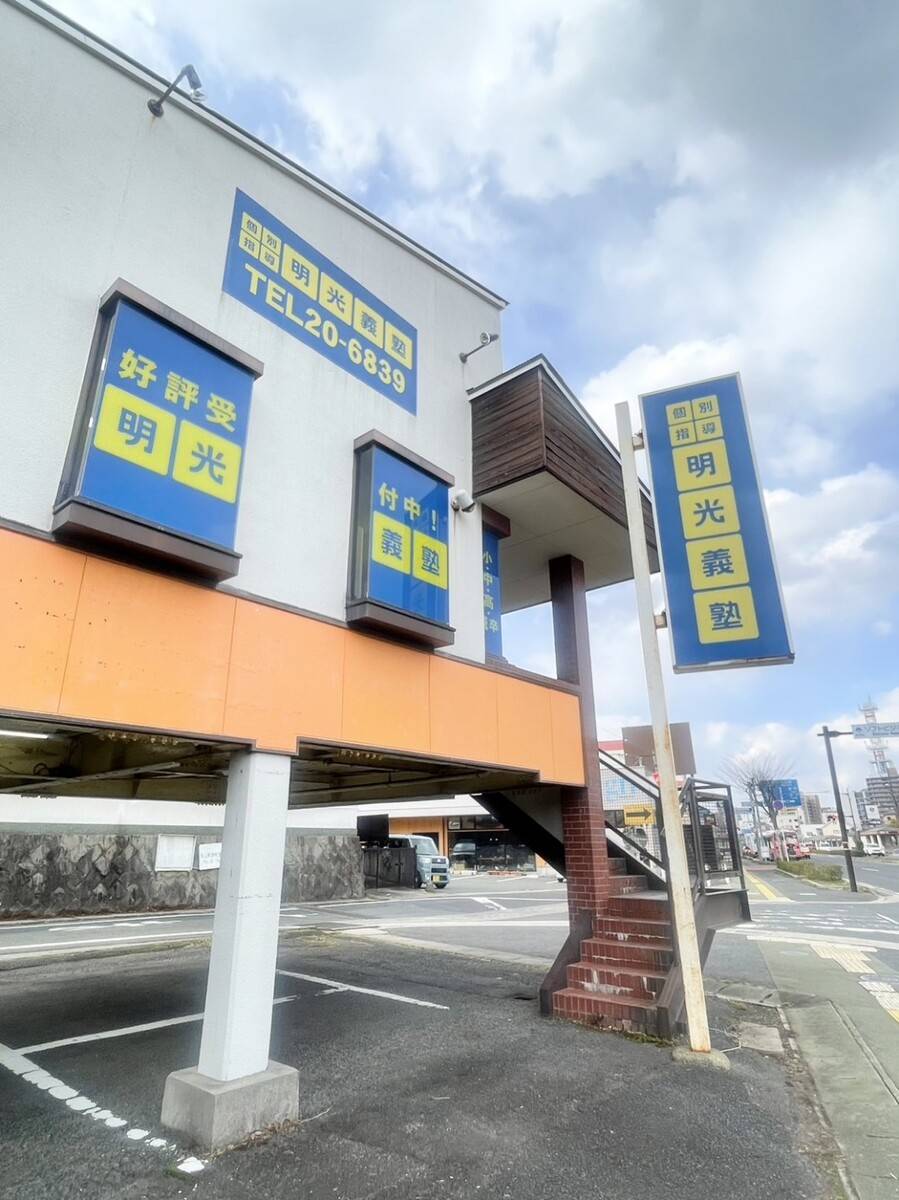 個別
指導
明光義塾
TEL20-6839
好評受
明光
付中！
義塾
小・中・高・卒
個別
指導
明光義塾